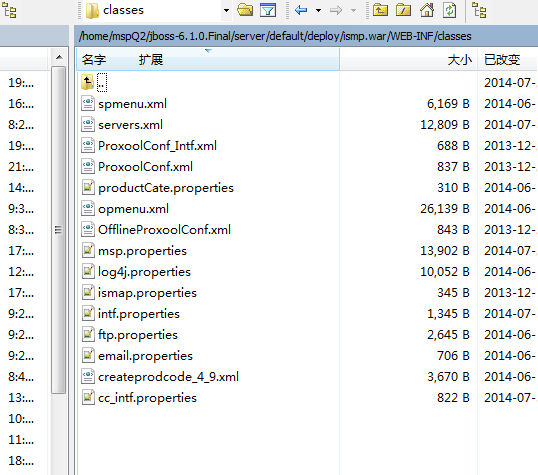 classes
/home/mspQ2/jboss-6.1.0.Final/server/default/deploy/ismp.war/WEB-INF/classes
名字 扩展 大小 已改变
19:... .. 2014-07-
16:... spmenu.xml 6,169 B 2014-06-
8:2... servers.xml 12,809 B 2014-07-
19:... ProxoolConf_Intf.xml 688 B 2013-12-
21:... ProxoolConf.xml 837 B 2013-12-
14:... productCate.properties 310 B 2014-06-
9:3... opmenu.xml 26,139 B 2014-06-
8:3... OfflineProxoolConf.xml 843 B 2013-12-
17:... msp.properties 13,902 B 2014-07-
12:... log4j.properties 10,052 B 2014-06-
17:... ismap.properties 345 B 2013-12-
9:2... intf.properties 1,345 B 2014-07-
9:2... ftp.properties 2,645 B 2014-06-
9:2... email.properties 706 B 2014-06-
8:4... createprodcode_4_9.xml 3,670 B 2014-06-
13:... cc_intf.properties 822 B 2014-07-
10:...
11:...
18:...